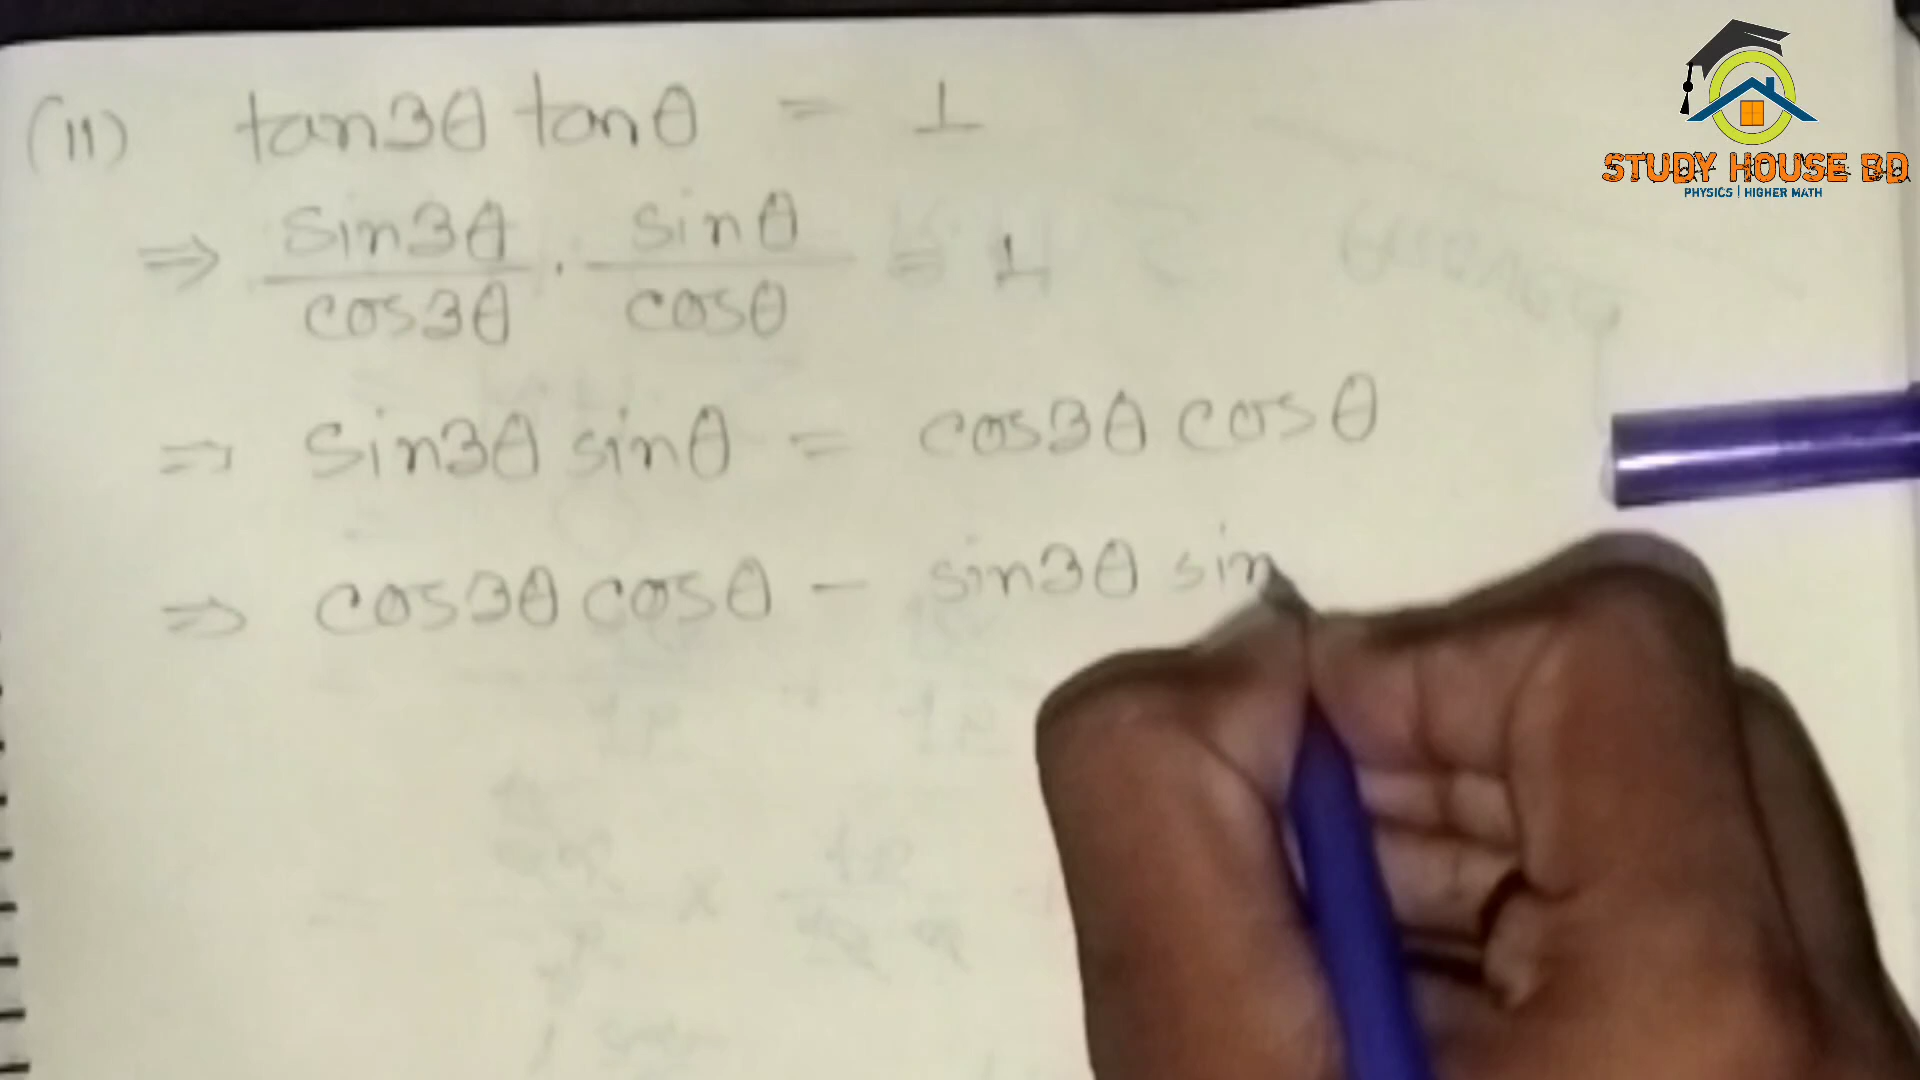 (11) tan3θ tanθ = 1
⇒ sin3θ/cos3θ · sinθ/cosθ = 1
⇒ sin3θ sinθ = cos3θ cosθ
⇒ cos3θ cosθ – sin3θ sin
STUDY HOUSE BD
PHYSICS | HIGHER MATH